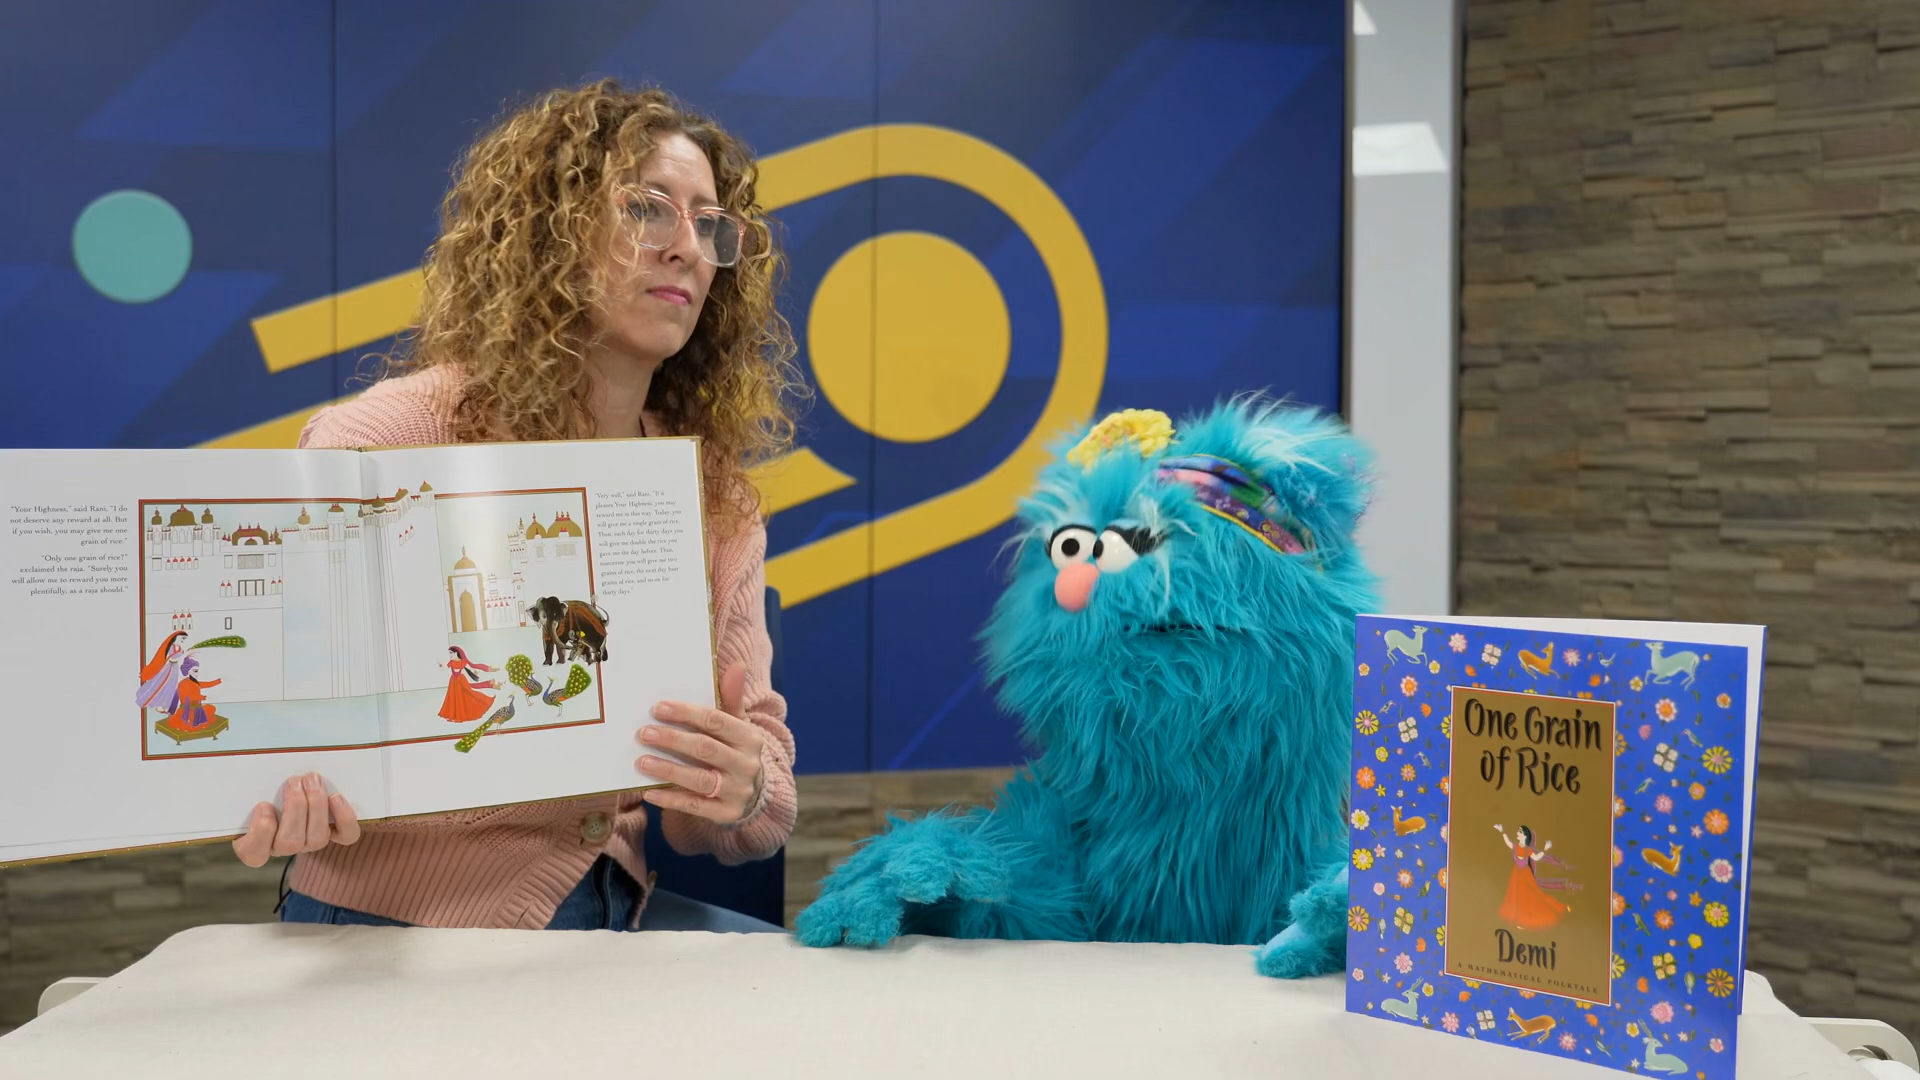 "Your Highness," said Rani, "I do
not deserve any reward at all. But
if you wish, you may give me one
grain of rice."
"Only one grain of rice?"
exclaimed the raja. "Surely you
will allow me to reward you more
plentifully, as a raja should."
"Very well," said Rani. "If it
pleases Your Highness, you may
reward me in this way. Today, you
will give me a single grain of rice.
Then, each day for thirty days you
will give me double the rice you
gave me the day before. Thus,
tomorrow you will give me two
grains of rice, the next day four
grains of rice, and so on for
thirty days."
One Grain
of Rice
Demi
A MATHEMATICAL FOLKTALE